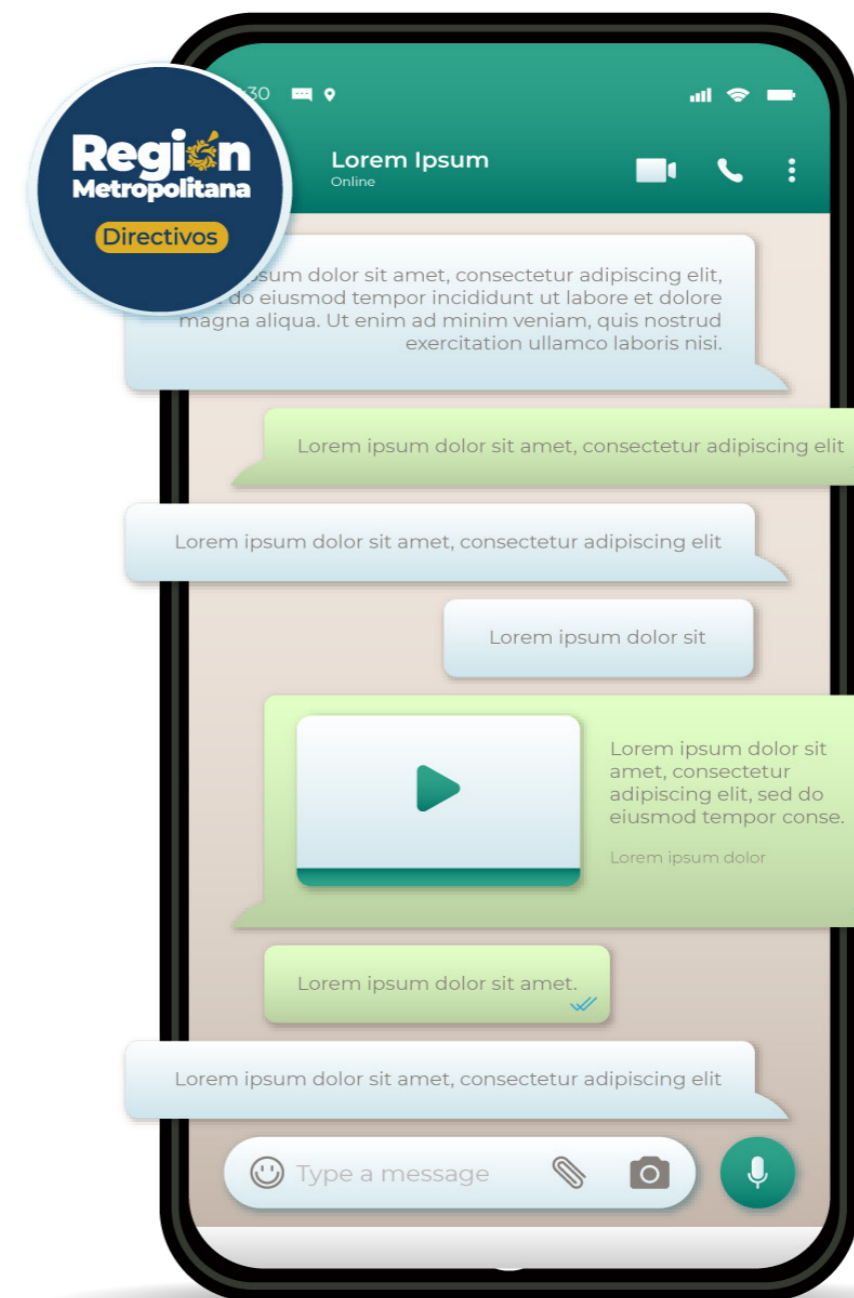 :30
Región
Metropolitana
Directivos
Lorem Ipsum
Online
dolor sit amet, consectetur adipiscing elit,
do eiusmod tempor incididunt ut labore et dolore
magna aliqua. Ut enim ad minim veniam, quis nostrud
exercitation ullamco laboris nisi.
Lorem ipsum dolor sit amet, consectetur adipiscing elit
Lorem ipsum dolor sit amet, consectetur adipiscing elit
Lorem ipsum dolor sit
Lorem ipsum dolor sit
amet, consectetur
adipiscing elit, sed do
eiusmod tempor conse.
Lorem ipsum dolor
Lorem ipsum dolor sit amet.
Lorem ipsum dolor sit amet, consectetur adipiscing elit
Type a message